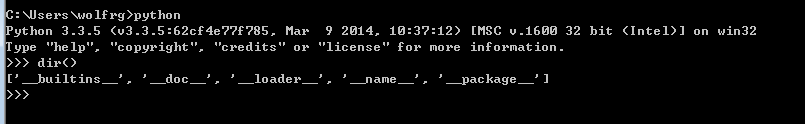 C:\Users\wolfrg>python
Python 3.3.5 (v3.3.5:62cf4e77f785, Mar  9 2014, 10:37:12) [MSC v.1600 32 bit (Intel)] on win32
Type "help", "copyright", "credits" or "license" for more information.
>>> dir()
['__builtins__', '__doc__', '__loader__', '__name__', '__package__']
>>>